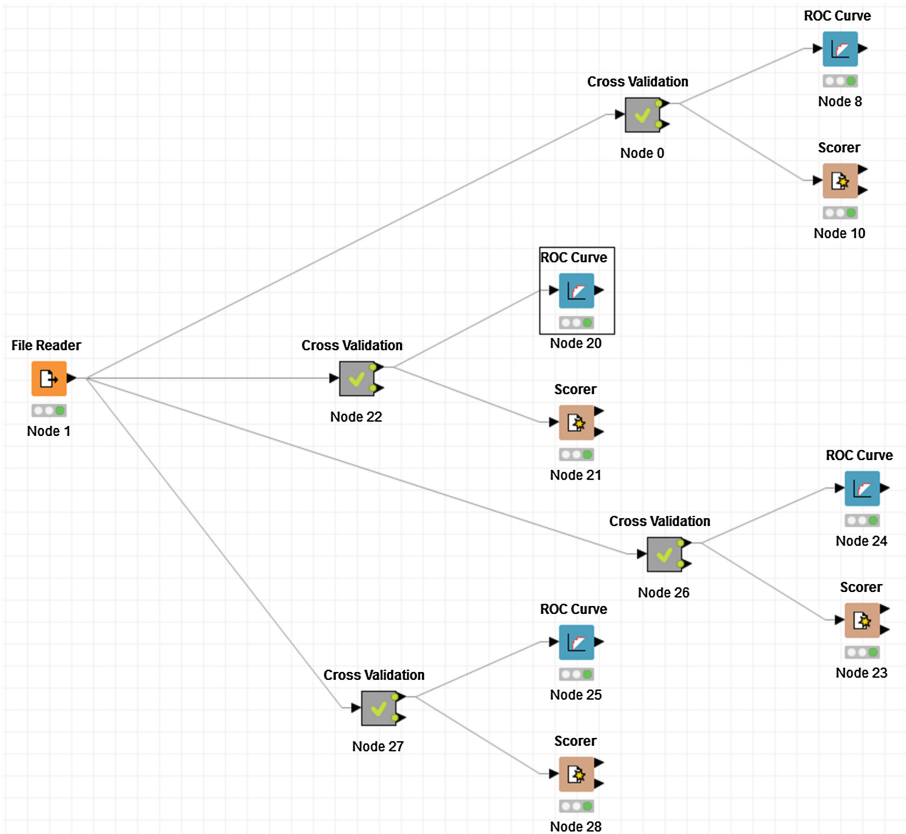 ROC Curve
Node 8
Cross Validation
Node 0
Scorer
Node 10
ROC Curve
Node 20
File Reader
Node 1
Cross Validation
Node 22
Scorer
Node 21
ROC Curve
Node 24
Cross Validation
Node 26
Scorer
Node 23
ROC Curve
Node 25
Cross Validation
Node 27
Scorer
Node 28